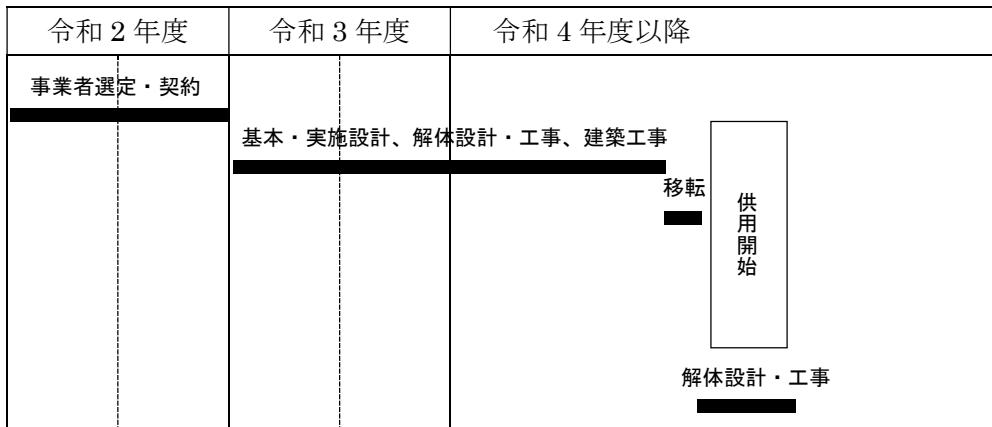 令和２年度
令和３年度
令和４年度以降
事業者選定・契約
基本・実施設計、解体設計・工事、建築工事
移転
供用開始
解体設計・工事